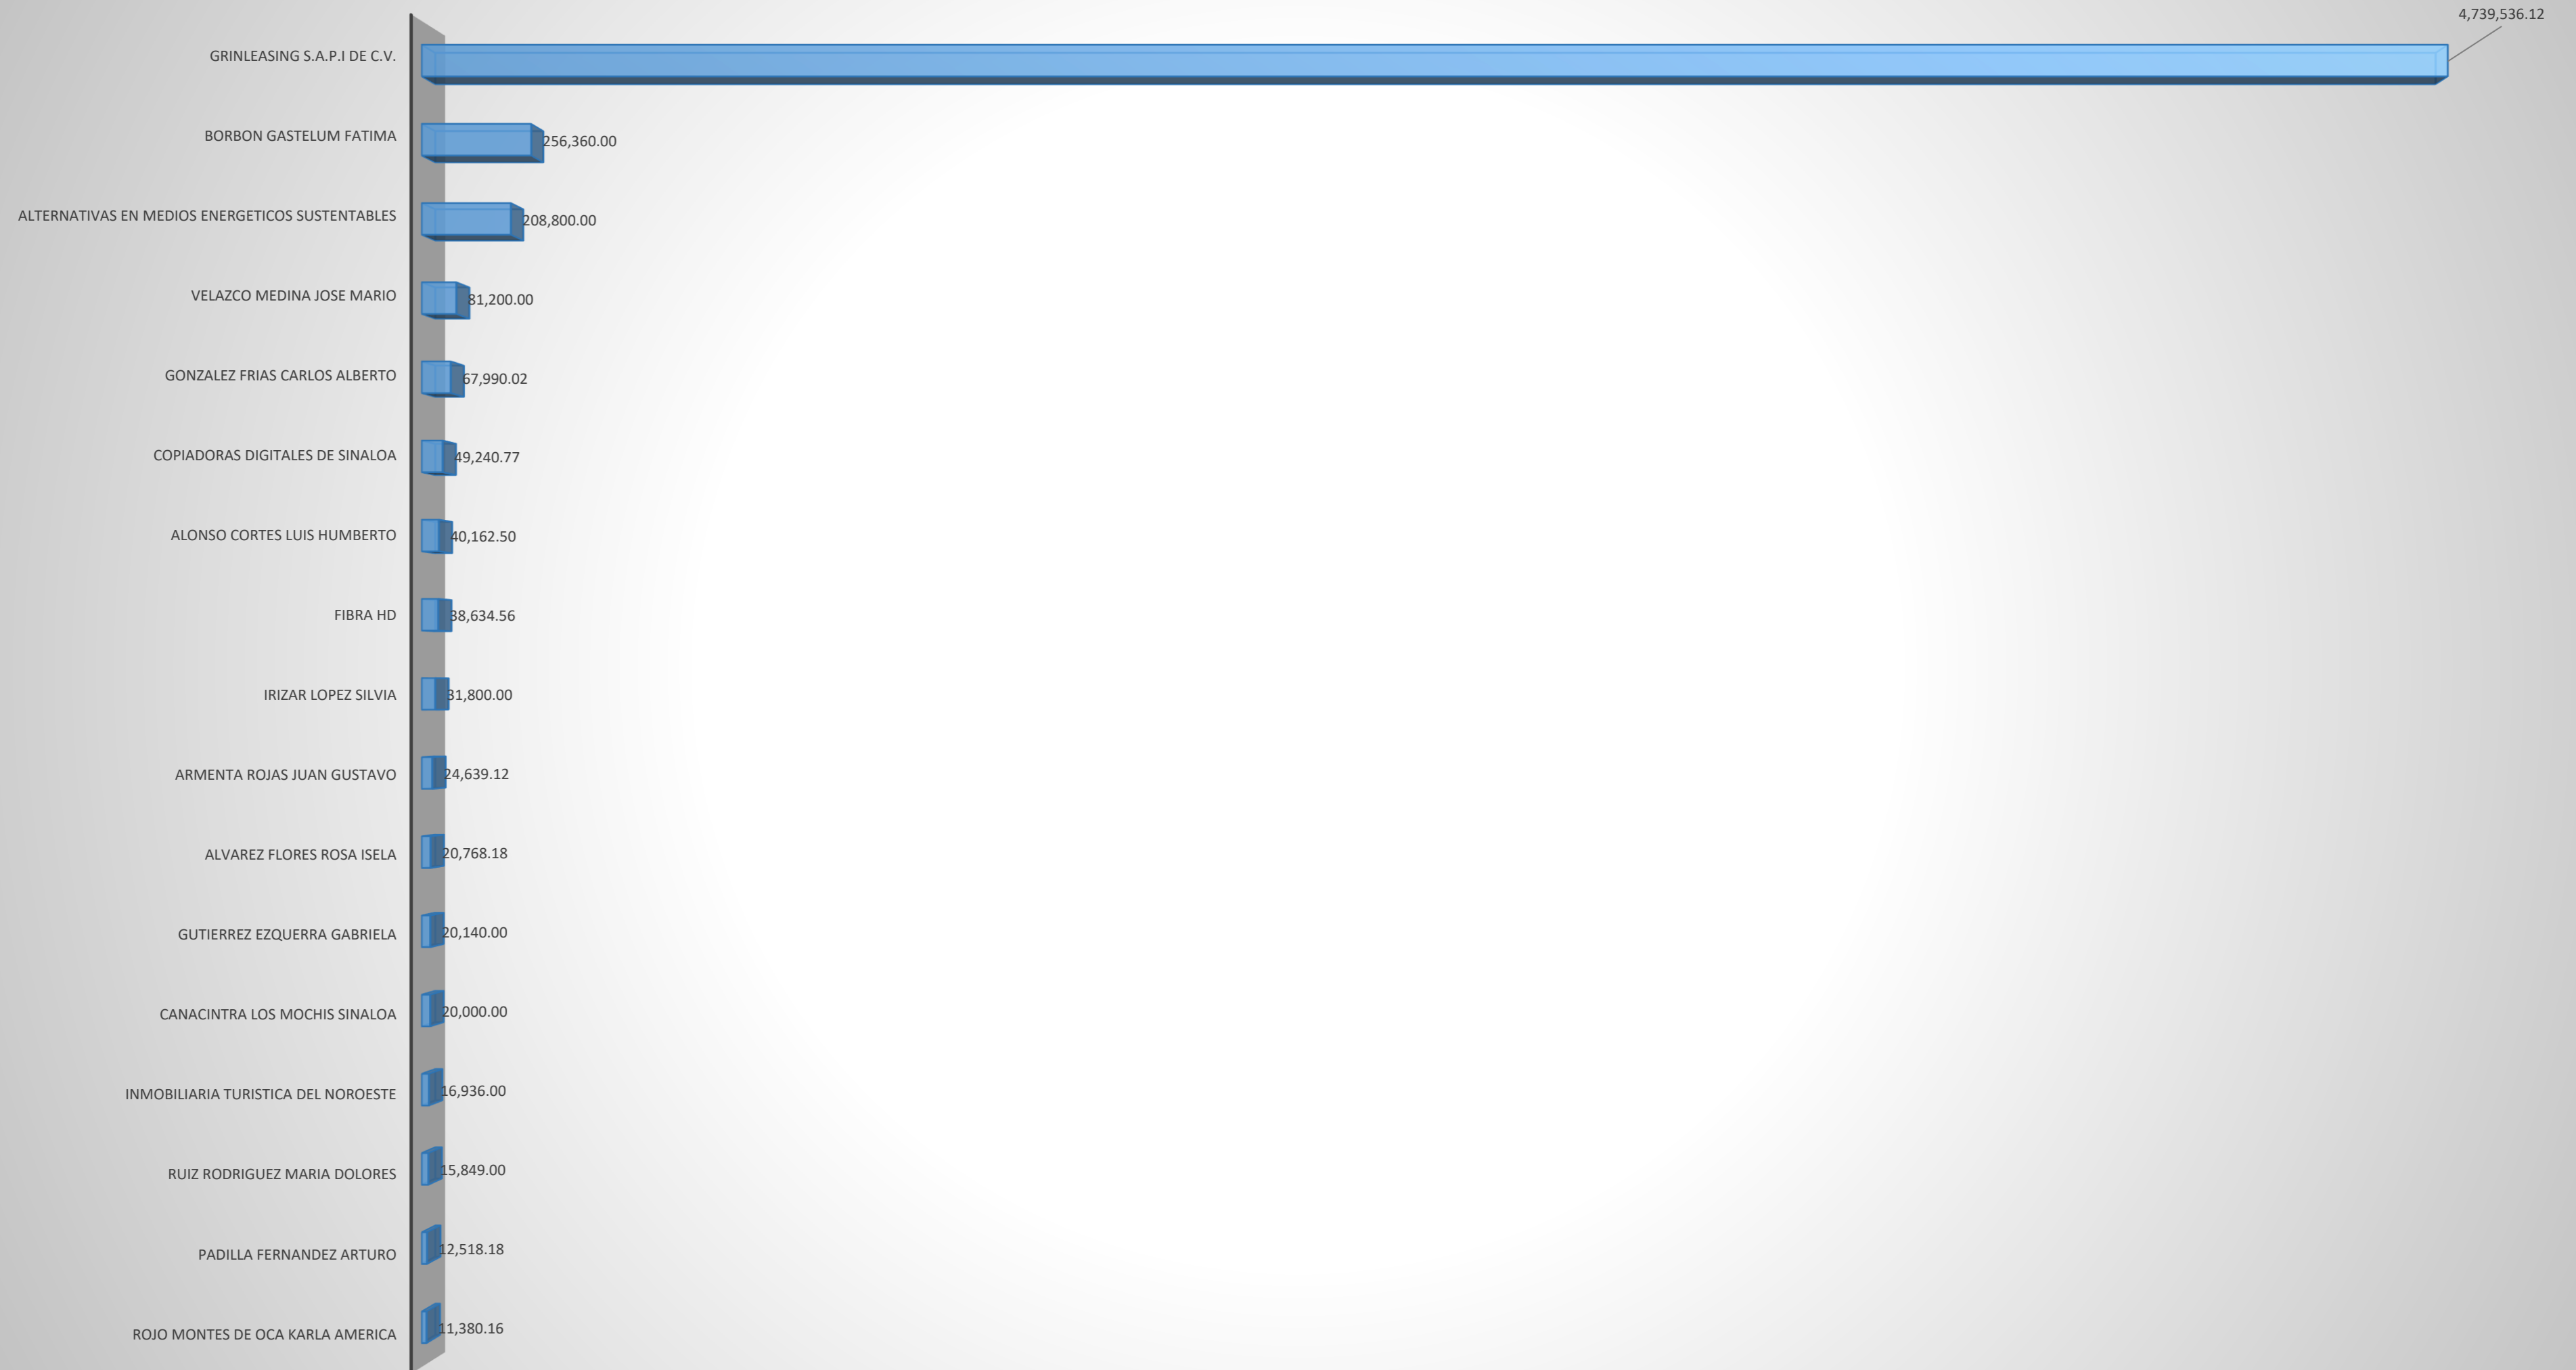 4,739,536.12
GRINLEASING S.A.P.I DE C.V.
BORBON GASTELUM FATIMA 256,360.00
ALTERNATIVAS EN MEDIOS ENERGETICOS SUSTENTABLES 208,800.00
VELAZCO MEDINA JOSE MARIO 81,200.00
GONZALEZ FRIAS CARLOS ALBERTO 67,990.02
COPIADORAS DIGITALES DE SINALOA 49,240.77
ALONSO CORTES LUIS HUMBERTO 40,162.50
FIBRA HD 38,634.56
IRIZAR LOPEZ SILVIA 31,800.00
ARMENTA ROJAS JUAN GUSTAVO 24,639.12
ALVAREZ FLORES ROSA ISELA 20,768.18
GUTIERREZ EZQUERRA GABRIELA 20,140.00
CANACINTRA LOS MOCHIS SINALOA 20,000.00
INMOBILIARIA TURISTICA DEL NOROESTE 16,936.00
RUIZ RODRIGUEZ MARIA DOLORES 15,849.00
PADILLA FERNANDEZ ARTURO 12,518.18
ROJO MONTES DE OCA KARLA AMERICA 11,380.16